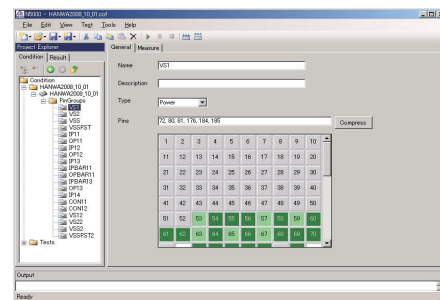 N5000 - HANWA2008_10_01.cof
File Edit View Test Tools Help
Project Explorer
Condition Result
Condition
HANWA2008_10_01
HANWA2008_10_01
PinGroups
VS1
VS2
VSS
VSSPST
IP11
OP11
OP12
IP12
IP13
IPBAR11
OPBAR11
IPBAR13
OP13
IP14
CON11
CON12
VS12
VS22
VSS2
VSSPST2
Tests
General Measure
Name VS1
Description
Type Power
Pins 72, 80, 81, 176, 184, 185 Compress
1 2 3 4 5 6 7 8 9 10
11 12 13 14 15 16 17 18 19 20
21 22 23 24 25 26 27 28 29 30
31 32 33 34 35 36 37 38 39 40
41 42 43 44 45 46 47 48 49 50
51 52 53 54 55 56 57 58 59 60
61 62 63 64 65 66 67 68 69 70
Output
Ready